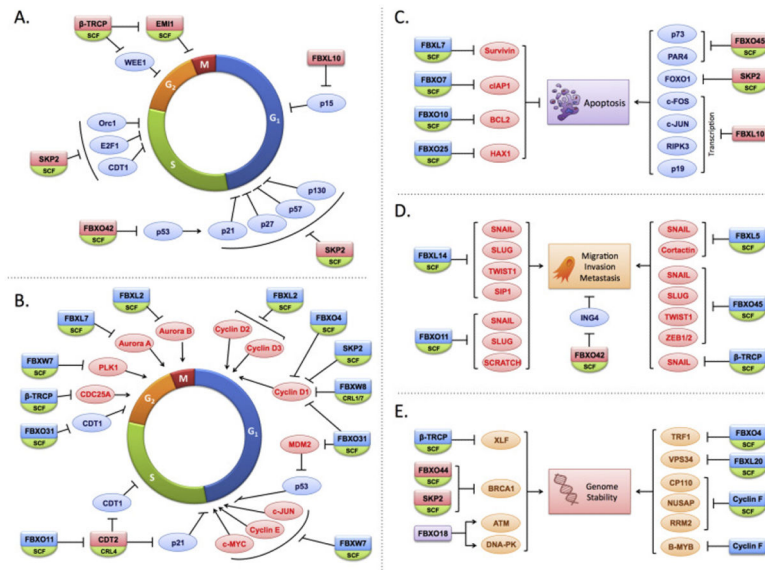 A.
β-TRCP
SCF
EMI1
SCF
WEE1
FBXL10
p15
M
G2
G1
S
Orc1
E2F1
CDT1
SKP2
SCF
p130
p57
p27
p21
FBXO42
SCF
p53
SKP2
SCF
B.
FBXL2
SCF
FBXL7
SCF
Aurora B
Aurora A
FBXL2
SCF
FBXO4
SCF
Cyclin D2
Cyclin D3
FBXW7
SCF
PLK1
SKP2
SCF
β-TRCP
SCF
CDC25A
Cyclin D1
FBXW8
CRL1/7
FBXO31
SCF
CDT1
M
G2
G1
S
MDM2
FBXO31
SCF
p53
CDT1
c-JUN
Cyclin E
c-MYC
FBXO11
SCF
CDT2
CRL4
p21
FBXW7
SCF
C.
FBXL7
SCF
Survivin
FBXO7
SCF
cIAP1
FBXO10
SCF
BCL2
FBXO25
SCF
HAX1
Apoptosis
p73
PAR4
FBXO45
SCF
FOXO1
SKP2
SCF
c-FOS
c-JUN
RIPK3
p19
Transcription
FBXL10
D.
FBXL14
SCF
SNAIL
SLUG
TWIST1
SIP1
FBXO11
SCF
SNAIL
SLUG
SCRATCH
Migration
Invasion
Metastasis
ING4
FBXO42
SCF
SNAIL
Cortactin
FBXL5
SCF
SNAIL
SLUG
TWIST1
ZEB1/2
FBXO45
SCF
SNAIL
β-TRCP
SCF
E.
β-TRCP
SCF
XLF
FBXO44
SCF
SKP2
SCF
BRCA1
FBXO18
ATM
DNA-PK
Genome
Stability
TRF1
FBXO4
SCF
VPS34
FBXL20
SCF
CP110
NUSAP
RRM2
Cyclin F
SCF
B-MYB
Cyclin F